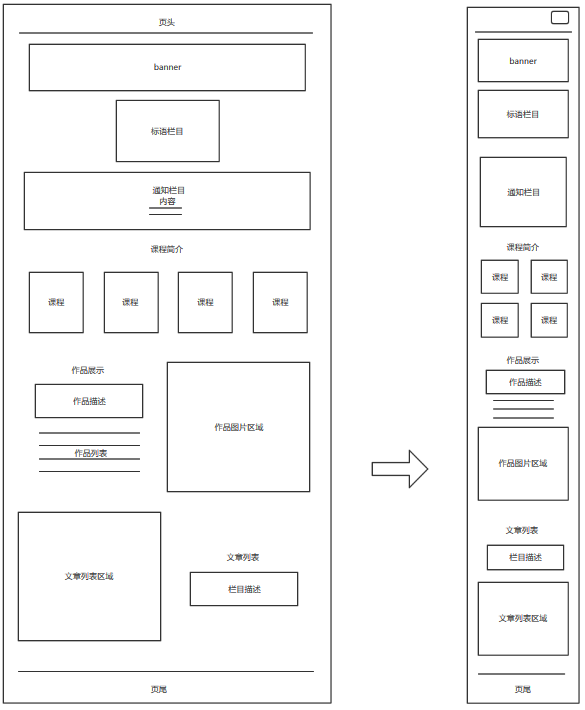 页头
banner
标语栏目
通知栏目
内容
课程简介
课程
课程
课程
课程
作品展示
作品描述
作品列表
作品图片区域
文章列表区域
文章列表
栏目描述
页尾
banner
标语栏目
通知栏目
课程简介
课程
课程
课程
课程
作品展示
作品描述
作品图片区域
文章列表
栏目描述
文章列表区域
页尾